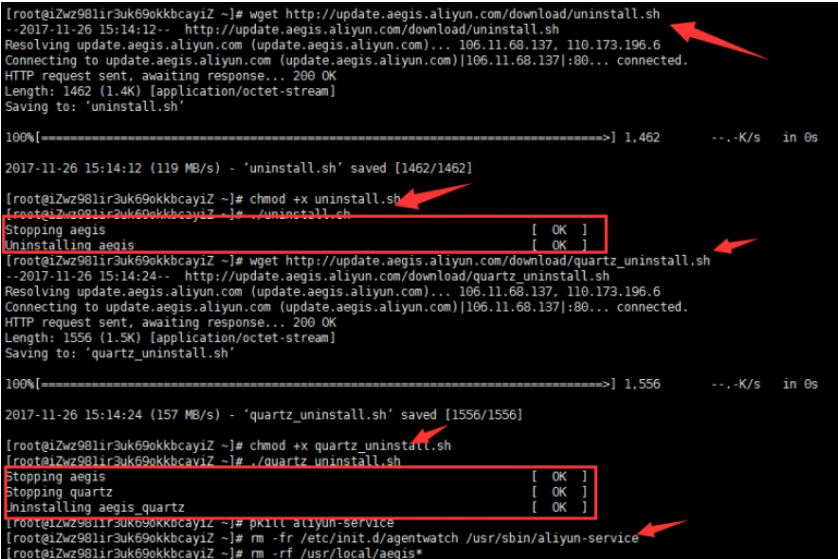 [root@iZwz981ir3uk69okkbcayiZ ~]# wget http://update.aegis.aliyun.com/download/uninstall.sh
--2017-11-26 15:14:12--  http://update.aegis.aliyun.com/download/uninstall.sh
Resolving update.aegis.aliyun.com (update.aegis.aliyun.com)... 106.11.68.137, 110.173.196.6
Connecting to update.aegis.aliyun.com (update.aegis.aliyun.com)|106.11.68.137|:80... connected.
HTTP request sent, awaiting response... 200 OK
Length: 1462 (1.4K) [application/octet-stream]
Saving to: ‘uninstall.sh’
100%[==============================================================================>] 1,462       --.-K/s   in 0s
2017-11-26 15:14:12 (119 MB/s) - ‘uninstall.sh’ saved [1462/1462]
[root@iZwz981ir3uk69okkbcayiZ ~]# chmod +x uninstall.sh
[root@iZwz981ir3uk69okkbcayiZ ~]# ./uninstall.sh
Stopping aegis                                             [  OK  ]
Uninstalling aegis                                         [  OK  ]
[root@iZwz981ir3uk69okkbcayiZ ~]# wget http://update.aegis.aliyun.com/download/quartz_uninstall.sh
--2017-11-26 15:14:24--  http://update.aegis.aliyun.com/download/quartz_uninstall.sh
Resolving update.aegis.aliyun.com (update.aegis.aliyun.com)... 106.11.68.137, 110.173.196.6
Connecting to update.aegis.aliyun.com (update.aegis.aliyun.com)|106.11.68.137|:80... connected.
HTTP request sent, awaiting response... 200 OK
Length: 1556 (1.5K) [application/octet-stream]
Saving to: ‘quartz_uninstall.sh’
100%[==============================================================================>] 1,556       --.-K/s   in 0s
2017-11-26 15:14:24 (157 MB/s) - ‘quartz_uninstall.sh’ saved [1556/1556]
[root@iZwz981ir3uk69okkbcayiZ ~]# chmod +x quartz_uninstall.sh
[root@iZwz981ir3uk69okkbcayiZ ~]# ./quartz_uninstall.sh
Stopping aegis                                             [  OK  ]
Stopping quartz                                            [  OK  ]
Uninstalling aegis_quartz                                  [  OK  ]
[root@iZwz981ir3uk69okkbcayiZ ~]# pkill aliyun-service
[root@iZwz981ir3uk69okkbcayiZ ~]# rm -fr /etc/init.d/agentwatch /usr/sbin/aliyun-service
[root@iZwz981ir3uk69okkbcayiZ ~]# rm -rf /usr/local/aegis*